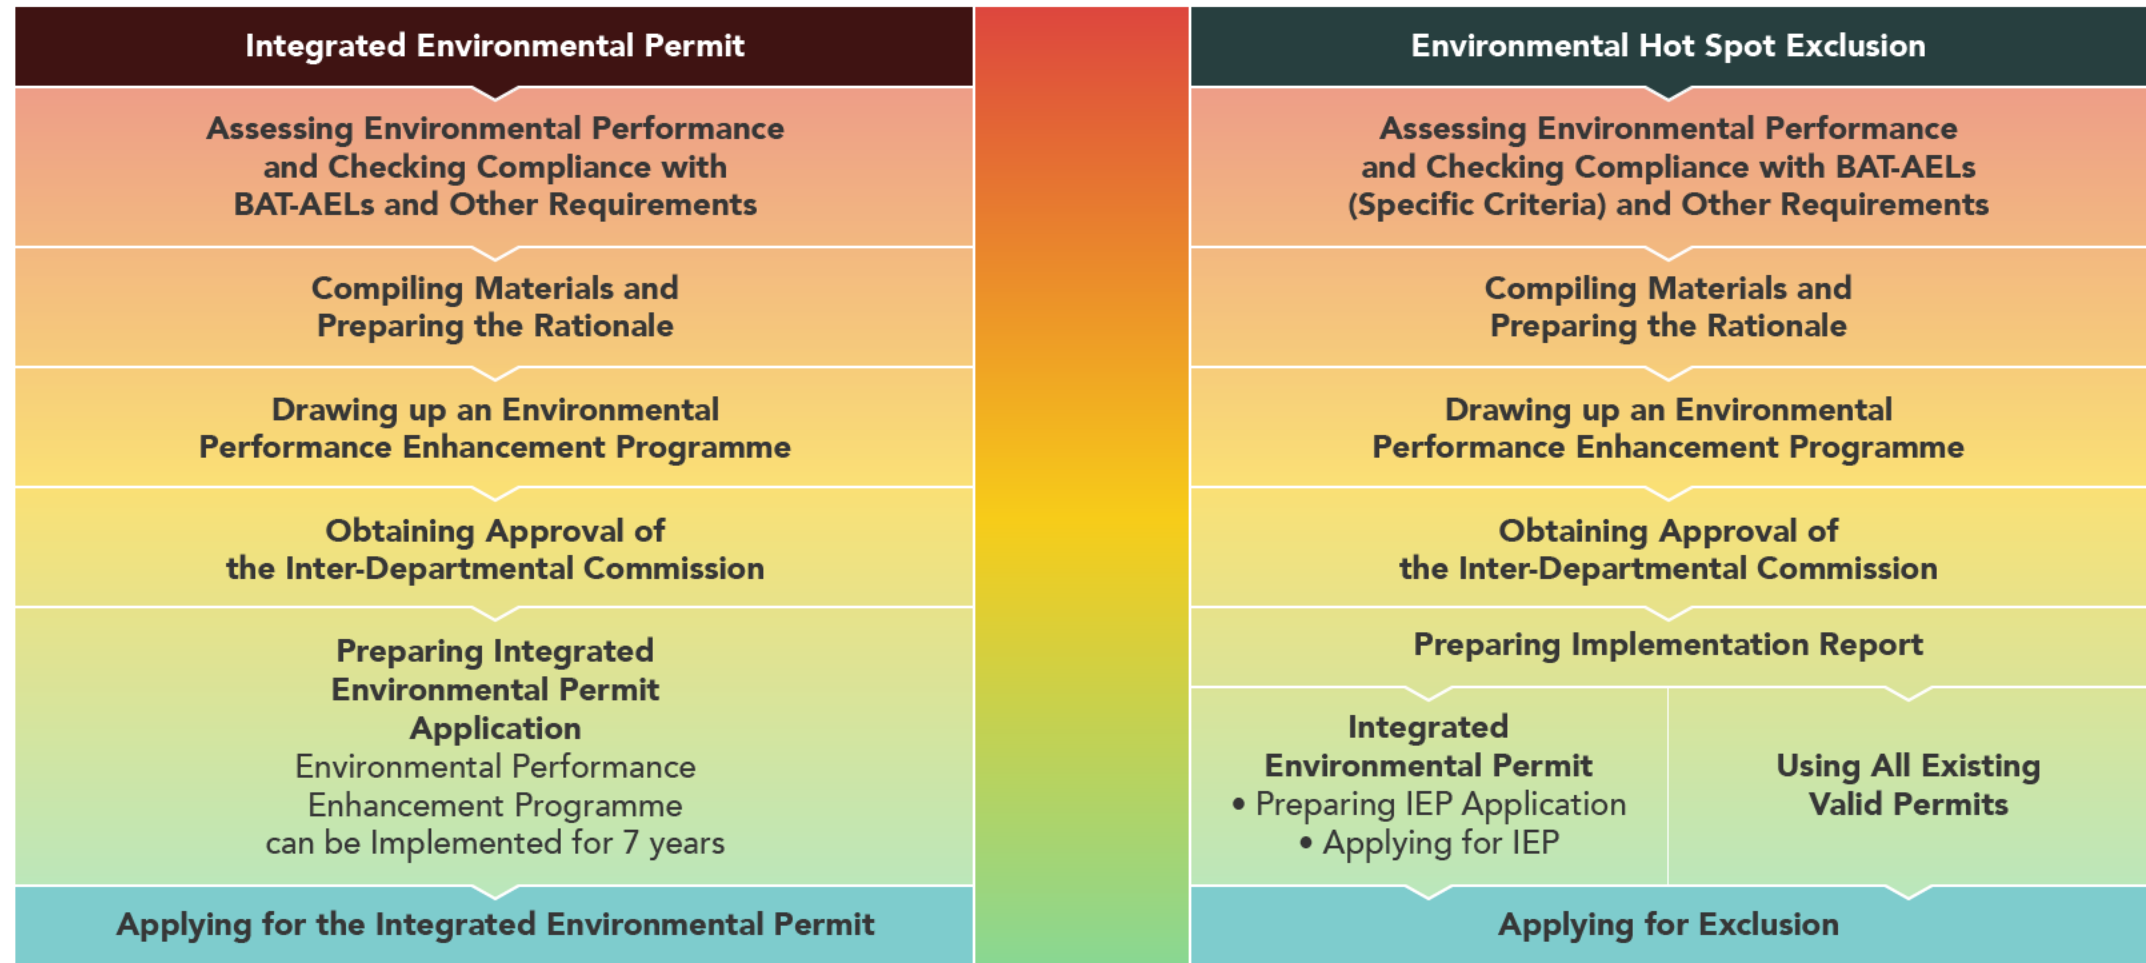 Integrated Environmental Permit
Assessing Environmental Performance
and Checking Compliance with
BAT-AELs and Other Requirements
Compiling Materials and
Preparing the Rationale
Drawing up an Environmental
Performance Enhancement Programme
Obtaining Approval of
the Inter-Departmental Commission
Preparing Integrated
Environmental Permit
Application
Environmental Performance
Enhancement Programme
can be Implemented for 7 years
Applying for the Integrated Environmental Permit
Environmental Hot Spot Exclusion
Assessing Environmental Performance
and Checking Compliance with BAT-AELs
(Specific Criteria) and Other Requirements
Compiling Materials and
Preparing the Rationale
Drawing up an Environmental
Performance Enhancement Programme
Obtaining Approval of
the Inter-Departmental Commission
Preparing Implementation Report
Integrated
Environmental Permit
• Preparing IEP Application
• Applying for IEP
Using All Existing
Valid Permits
Applying for Exclusion